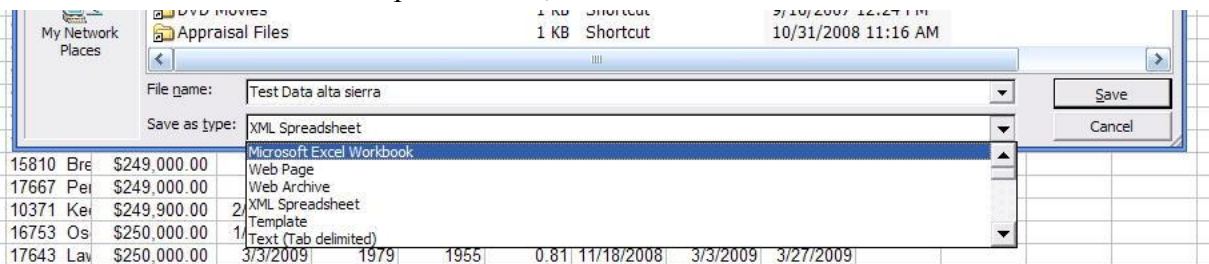 DVD Movies 1 KB Shortcut 9/10/2007 12:24 PM
My Network Places
Appraisal Files 1 KB Shortcut 10/31/2008 11:16 AM
File name: Test Data alta sierra Save
Save as type: XML Spreadsheet Cancel
Microsoft Excel Workbook
Web Page
Web Archive
XML Spreadsheet
Template
Text (Tab delimited)
15810 Bre $249,000.00
17667 Pe $249,000.00
10371 Ke $249,900.00 2/
16753 Os $250,000.00 1/
17643 Lav $250,000.00 3/3/2009 1979 1955 0.81 11/18/2008 3/3/2009 3/27/2009